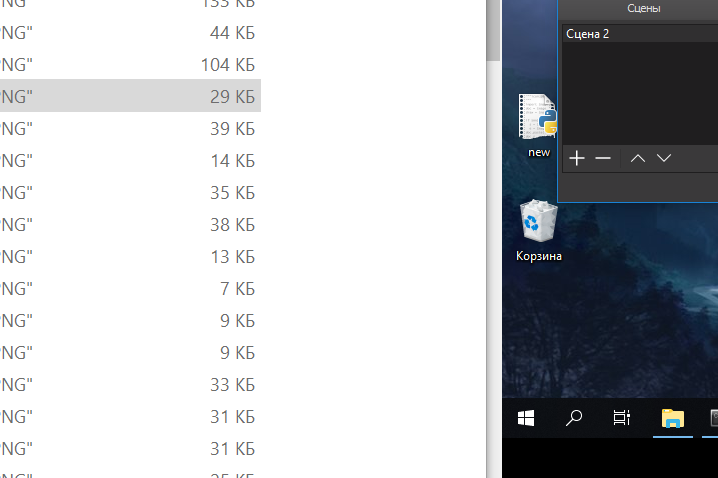 133 КБ
NG" 44 КБ
NG" 104 КБ
NG" 29 КБ
NG" 39 КБ
NG" 14 КБ
NG" 35 КБ
NG" 38 КБ
NG" 13 КБ
NG" 7 КБ
NG" 9 КБ
NG" 9 КБ
NG" 33 КБ
NG" 31 КБ
NG" 31 КБ
Сцены
Сцена 2
new
Корзина